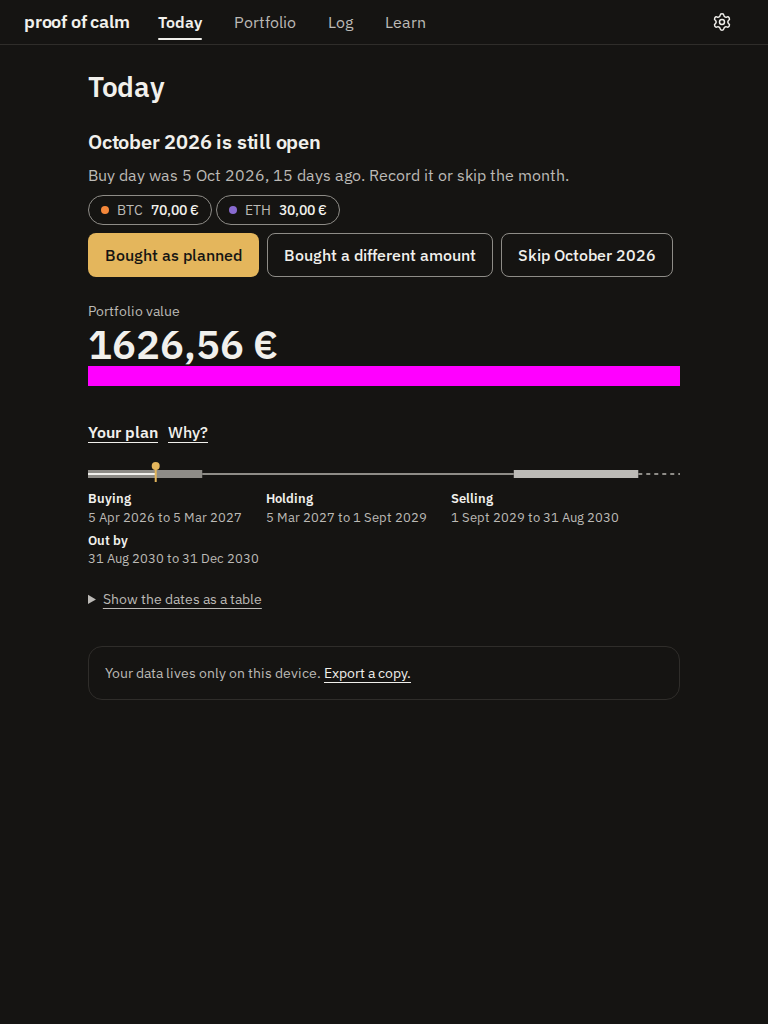 proof of calm Today Portfolio Log Learn
Today
October 2026 is still open
Buy day was 5 Oct 2026, 15 days ago. Record it or skip the month.
BTC 70,00 € ETH 30,00 €
Bought as planned Bought a different amount Skip October 2026
Portfolio value
1626,56 €
Your plan Why?
Buying Holding Selling
5 Apr 2026 to 5 Mar 2027 5 Mar 2027 to 1 Sept 2029 1 Sept 2029 to 31 Aug 2030
Out by
31 Aug 2030 to 31 Dec 2030
Show the dates as a table
Your data lives only on this device. Export a copy.